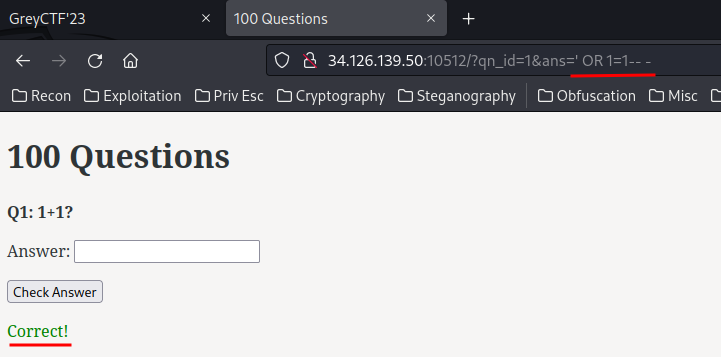 GreyCTF'23 × 100 Questions × +
34.126.139.50:10512/?qn_id=1&ans=' OR 1=1-- -
Recon Exploitation Priv Esc Cryptography Steganography Obfuscation Misc
100 Questions
Q1: 1+1?
Answer:
Check Answer
Correct!